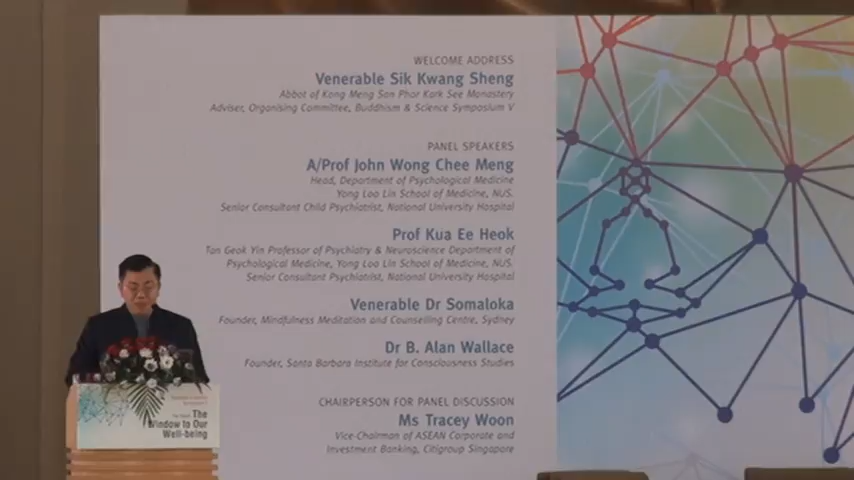 WELCOME ADDRESS
Venerable Sik Kwang Sheng
Abbot of Kong Meng San Phor Kark See Monastery
Adviser, Organising Committee, Buddhism & Science Symposium V
PANEL SPEAKERS
A/Prof John Wong Chee Meng
Head, Department of Psychological Medicine
Yong Loo Lin School of Medicine, NUS.
Senior Consultant Child Psychiatrist, National University Hospital
Prof Kua Ee Heok
Tan Geok Yin Professor of Psychiatry & Neuroscience Department of
Psychological Medicine, Yong Loo Lin School of Medicine, NUS
Senior Consultant Psychiatrist, National University Hospital
Venerable Dr Somaloka
Founder, Mindfulness Meditation and Counselling Centre, Sydney
Dr B. Alan Wallace
Founder, Santa Barbara Institute for Consciousness Studies
CHAIRPERSON FOR PANEL DISCUSSION
Ms Tracey Woon
Vice Chairman of ASEAN Corporate and
Investment Banking, Citigroup Singapore
The
Window to Our
Well-being